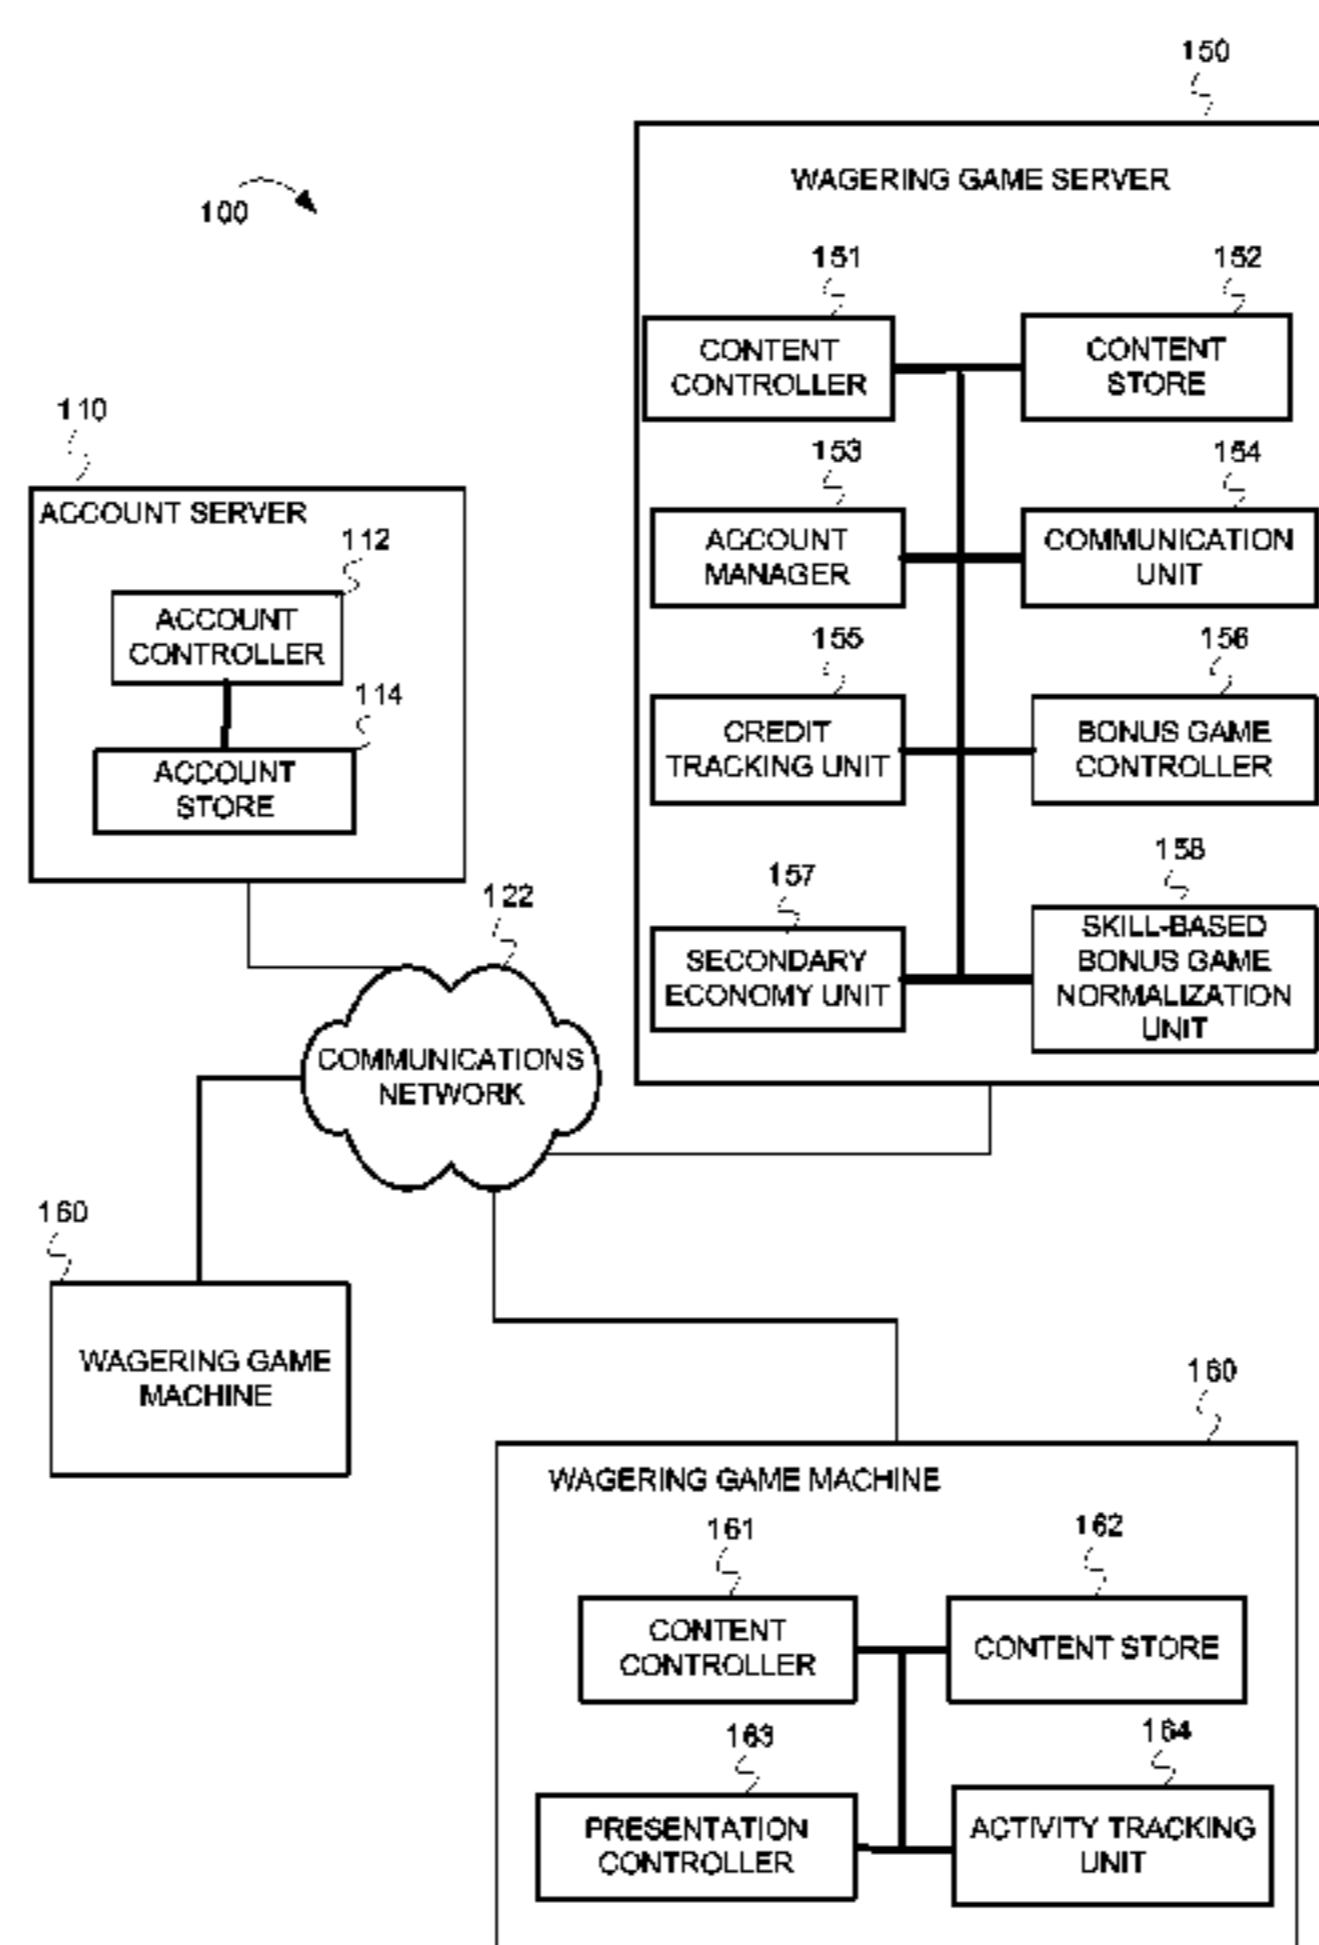 150
WAGERING GAME SERVER
100
151
152
CONTENT
CONTROLLER
CONTENT
STORE
110
153
154
ACCOUNT SERVER
112
ACCOUNT
MANAGER
COMMUNICATION
UNIT
ACCOUNT
CONTROLLER
155
156
114
CREDIT
TRACKING UNIT
BONUS GAME
CONTROLLER
ACCOUNT
STORE
157
158
122
SECONDARY
ECONOMY UNIT
SKILL-BASED
BONUS GAME
NORMALIZATION
UNIT
COMMUNICATIONS
NETWORK
160
WAGERING GAME
MACHINE
160
WAGERING GAME MACHINE
161
162
CONTENT
CONTROLLER
CONTENT STORE
163
164
PRESENTATION
CONTROLLER
ACTIVITY TRACKING
UNIT